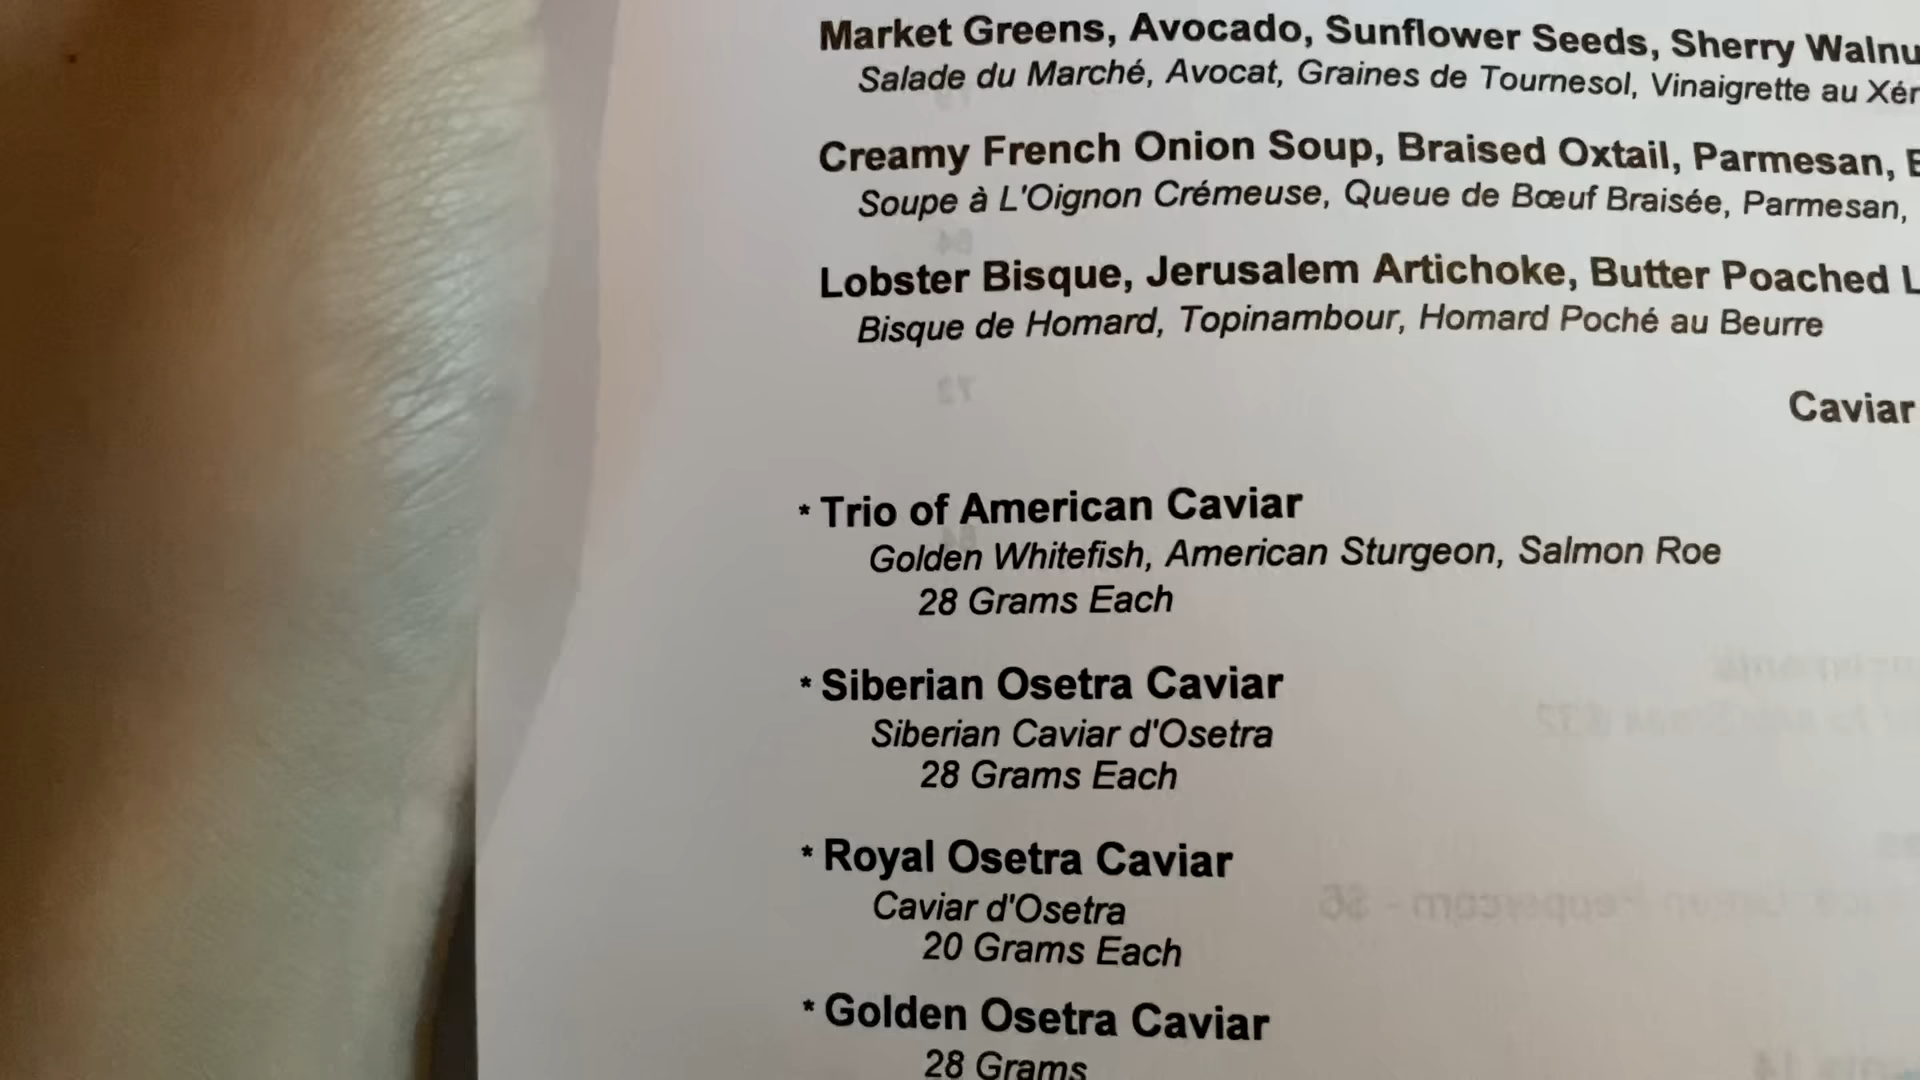 Market Greens, Avocado, Sunflower Seeds, Sherry
Salade du Marché, Avocat, Graines de Tournesol, Vinaigrette au
Creamy French Onion Soup, Braised Oxtail, Parmesan,
Soupe à L'Oignon Crémeuse, Queue de Bœuf Braisée, Parmesan,
Lobster Bisque, Jerusalem Artichoke, Butter Poached
Bisque de Homard, Topinambour, Homard Poché au Beurre
Caviar
* Trio of American Caviar
Golden Whitefish, American Sturgeon, Salmon Roe
28 Grams Each
* Siberian Osetra Caviar
Siberian Caviar d'Osetra
28 Grams Each
* Royal Osetra Caviar
Caviar d'Osetra
20 Grams Each
* Golden Osetra Caviar
28 Grams